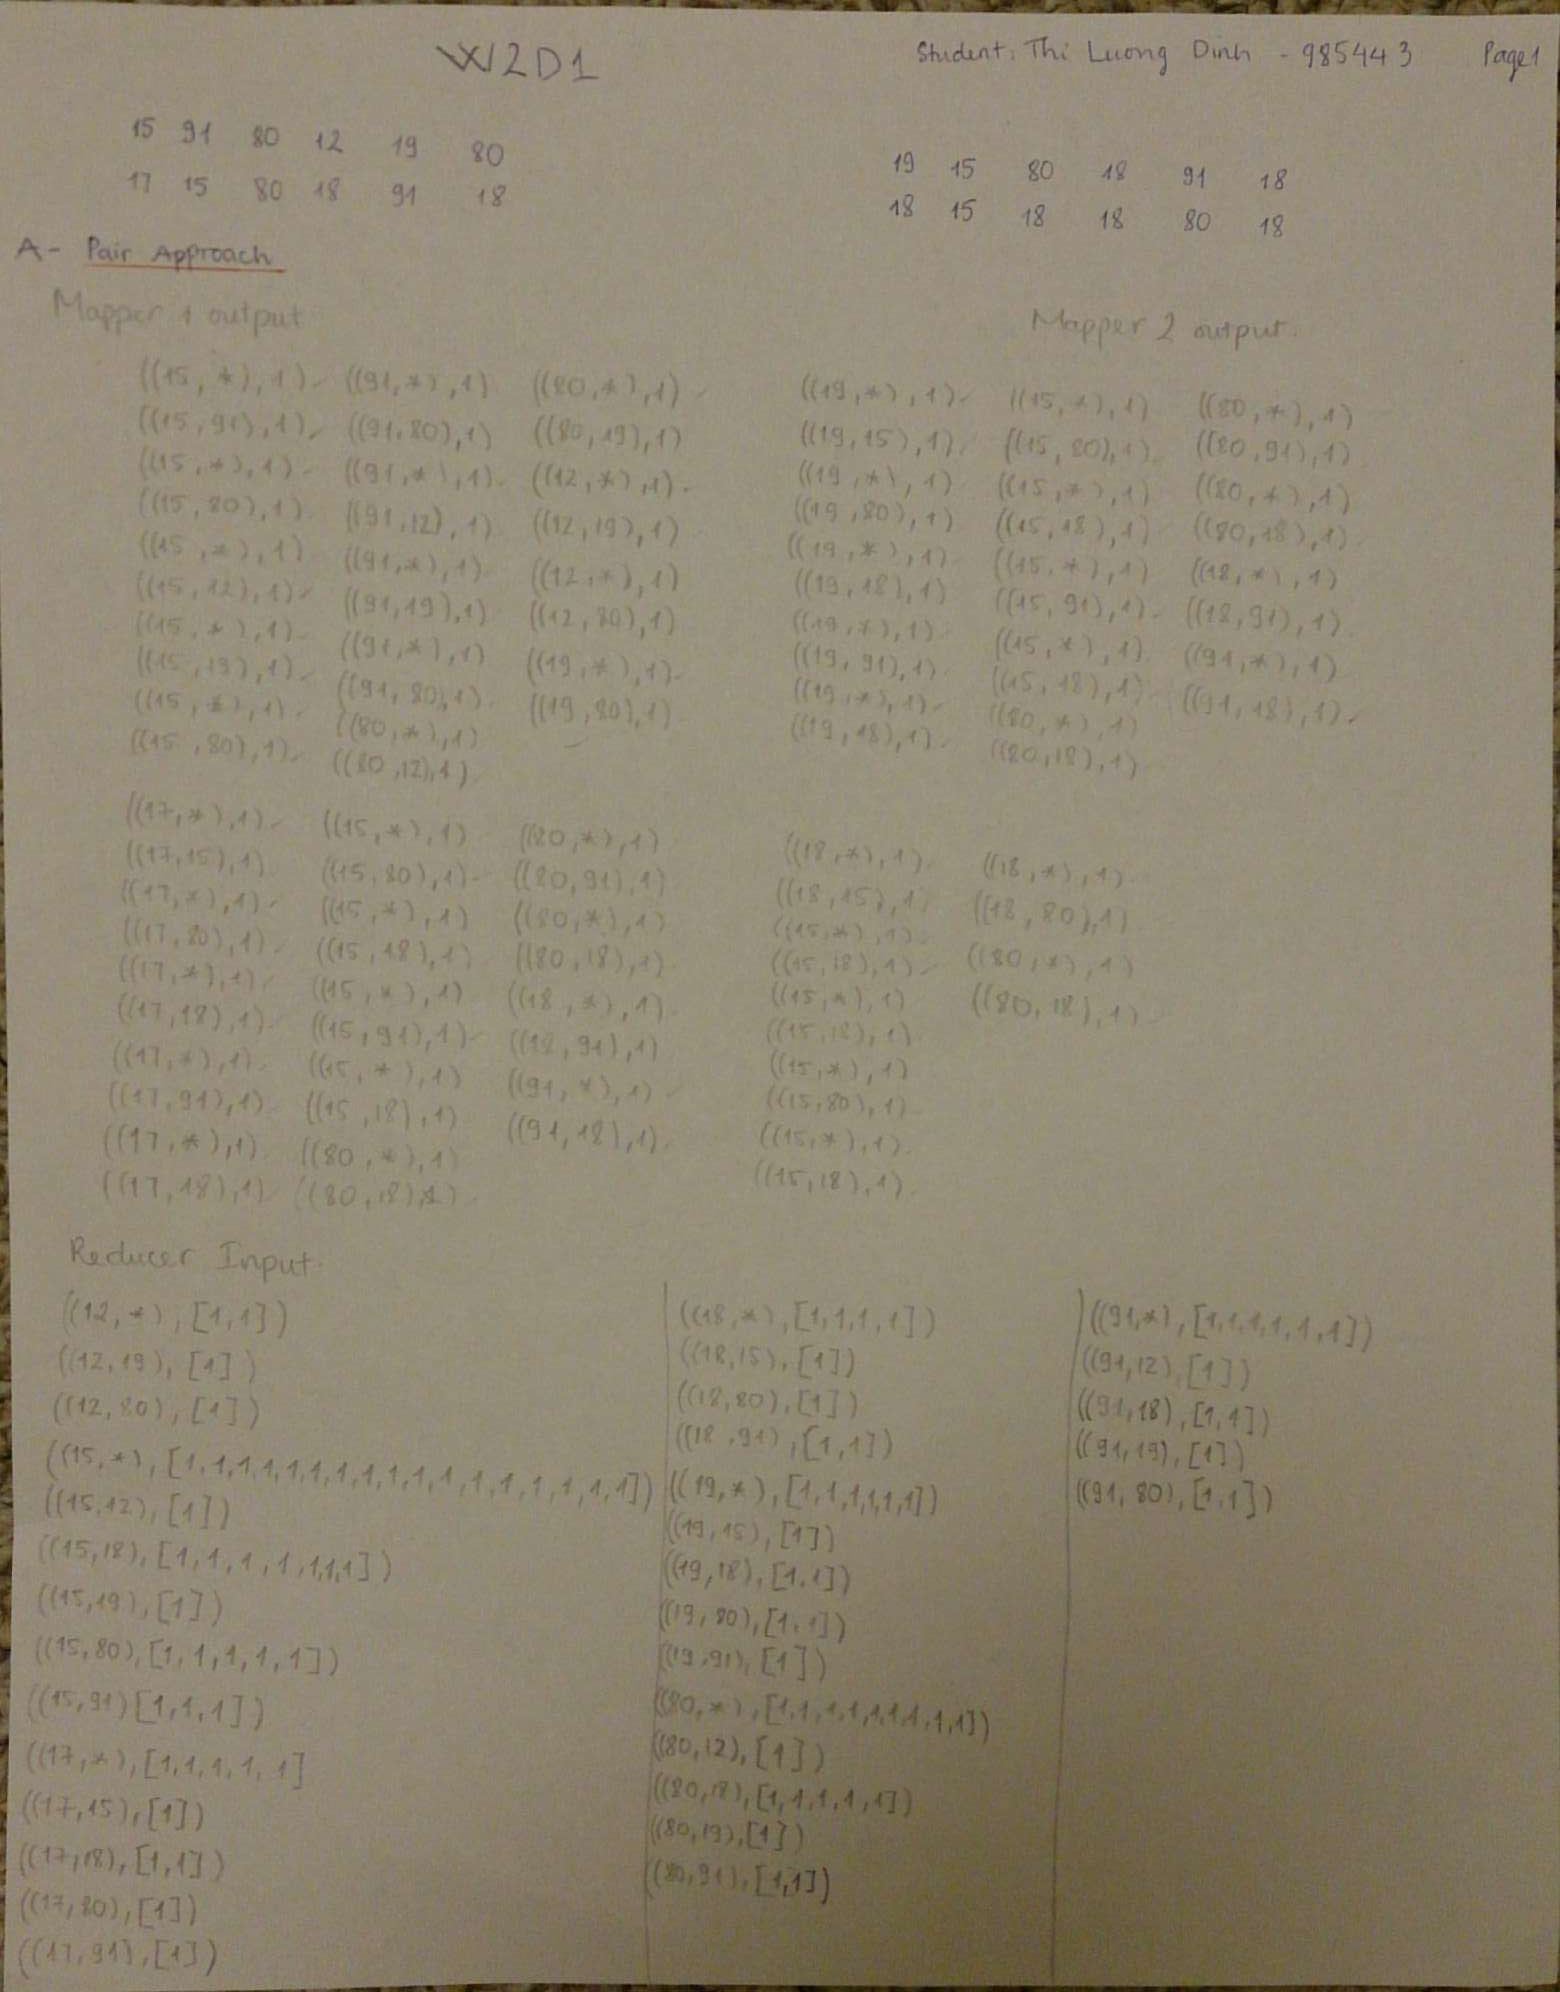 W2D1
Student: Thi Luong Dinh - 985443 Page 1
15 91 80 12 19 80
17 15 80 18 91 18
19 15 80 18 91 18
18 15 18 18 80 18
A- Pair Approach
Mapper 1 output
((15,*),1) ((91,*),1) ((80,*),1)
((15,91),1) ((91,80),1) ((80,19),1)
((15,*),1) ((91,*),1) ((12,*),1)
((15,80),1) ((91,12),1) ((12,19),1)
((15,*),1) ((91,*),1) ((12,*),1)
((15,12),1) ((91,19),1) ((12,80),1)
((15,*),1) ((91,*),1) ((19,*),1)
((15,19),1) ((91,80),1) ((19,80),1)
((15,*),1) ((80,*),1)
((15,80),1) ((80,12),1)
((17,*),1) ((15,*),1) ((80,*),1)
((17,15),1) ((15,80),1) ((80,91),1)
((17,*),1) ((15,*),1) ((80,*),1)
((17,80),1) ((15,18),1) ((80,18),1)
((17,*),1) ((15,*),1) ((18,*),1)
((17,18),1) ((15,91),1) ((18,91),1)
((17,*),1) ((15,*),1) ((91,*),1)
((17,91),1) ((15,18),1) ((91,18),1)
((17,*),1) ((80,*),1)
((17,18),1) ((80,18),1)
Mapper 2 output.
((19,*),1) ((15,*),1) ((80,*),1)
((19,15),1) ((15,80),1) ((80,91),1)
((19,*),1) ((15,*),1) ((80,*),1)
((19,80),1) ((15,18),1) ((80,18),1)
((19,*),1) ((15,*),1) ((18,*),1)
((19,18),1) ((15,91),1) ((18,91),1)
((19,*),1) ((15,*),1) ((91,*),1)
((19,91),1) ((15,18),1) ((91,18),1)
((19,*),1) ((80,*),1)
((19,18),1) ((80,18),1)
((18,*),1) ((18,*),1)
((18,15),1) ((18,80),1)
((15,*),1) ((80,*),1)
((15,18),1) ((80,18),1)
((15,*),1)
((15,18),1)
((15,*),1)
((15,80),1)
((15,*),1)
((15,18),1)
Reducer Input.
((12,*),[1,1])
((12,19),[1])
((12,80),[1])
((15,*),[1,1,1,1,1,1,1,1,1,1,1,1,1,1,1,1,1])
((15,12),[1])
((15,18),[1,1,1,1,1,1,1])
((15,19),[1])
((15,80),[1,1,1,1,1])
((15,91)[1,1,1])
((17,*),[1,1,1,1,1]
((17,15),[1])
((17,18),[1,1])
((17,80),[1])
((17,91),[1])
((18,*),[1,1,1,1])
((18,15),[1])
((18,80),[1])
((18,91),[1,1])
((19,*),[1,1,1,1,1,1])
((19,15),[1])
((19,18),[1,1])
((19,80),[1,1])
((19,91),[1])
((80,*),[1,1,1,1,1,1,1,1,1])
((80,12),[1])
((80,18),[1,1,1,1,1])
((80,19),[1])
((80,91),[1,1])
((91,*),[1,1,1,1,1,1])
((91,12),[1])
((91,18),[1,1])
((91,19),[1])
((91,80),[1,1])